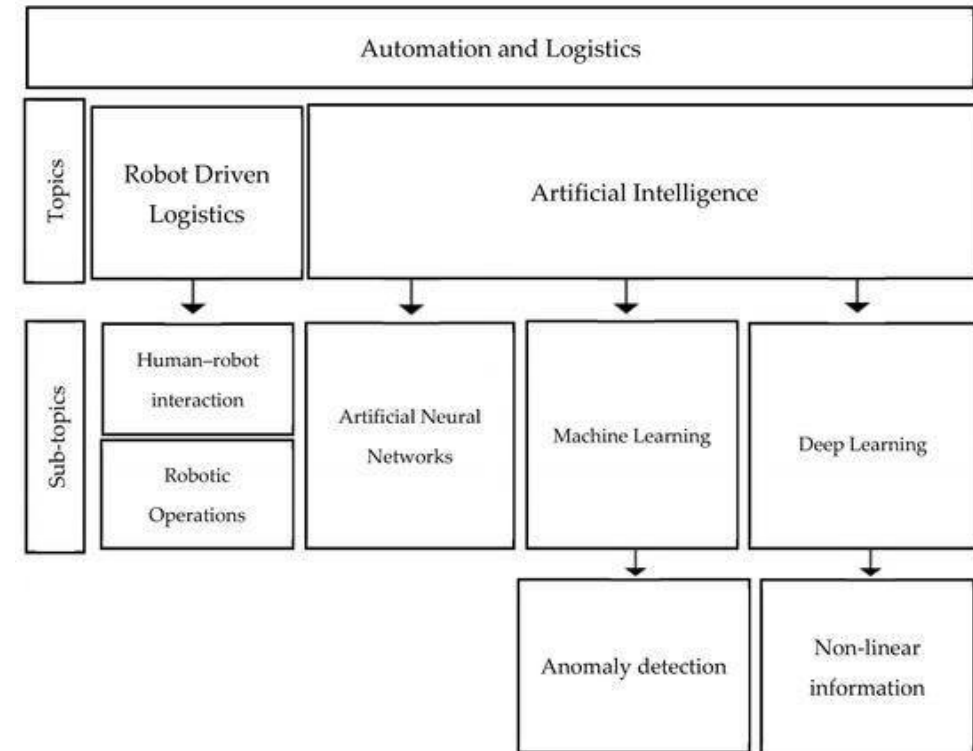 Automation and Logistics
Topics
Robot Driven
Logistics
Artificial Intelligence
Sub-topics
Human–robot
interaction
Robotic
Operations
Artificial Neural
Networks
Machine Learning
Deep Learning
Anomaly detection
Non-linear
information